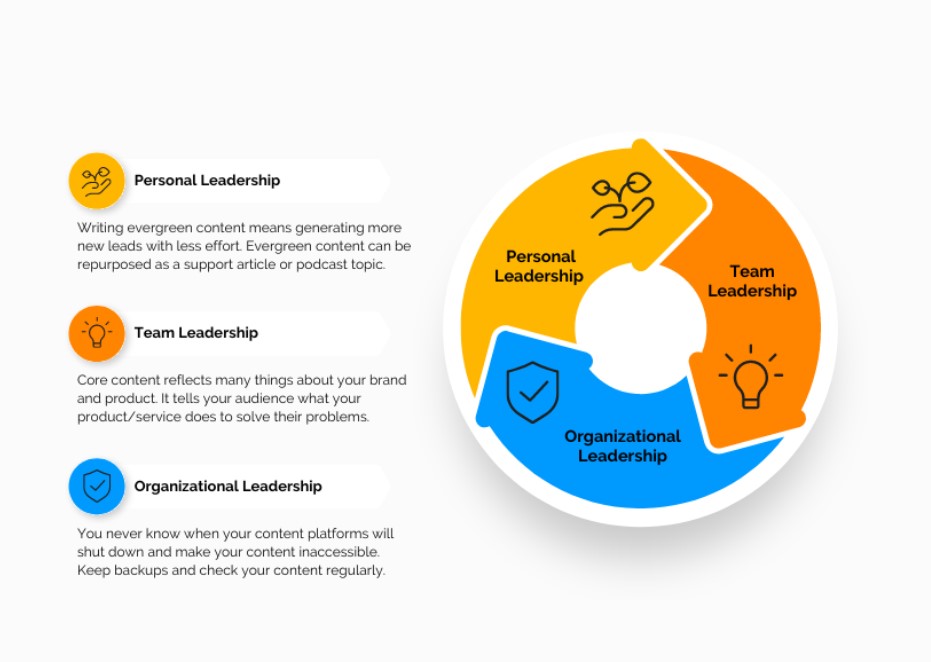 Personal Leadership
Writing evergreen content means generating more
new leads with less effort. Evergreen content can be
repurposed as a support article or podcast topic.
Team Leadership
Core content reflects many things about your brand
and product. It tells your audience what your
product/service does to solve their problems.
Organizational Leadership
You never know when your content platforms will
shut down and make your content inaccessible.
Keep backups and check your content regularly.
Personal
Leadership
Team
Leadership
Organizational
Leadership